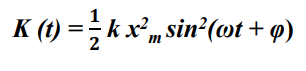 K (t) = 1/2 k x²ₘ sin²(ωt + φ)